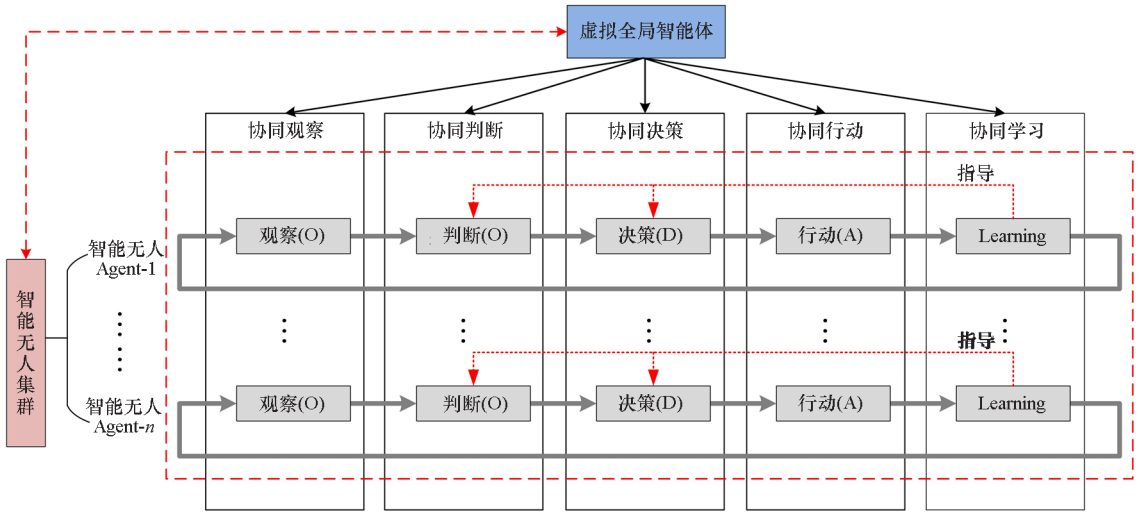 虚拟全局智能体
协同观察
协同判断
协同决策
协同行动
协同学习
指导
智能无人
Agent-1
观察(O)
判断(O)
决策(D)
行动(A)
Learning
智能无人集群
指导
智能无人
Agent-n
观察(O)
判断(O)
决策(D)
行动(A)
Learning